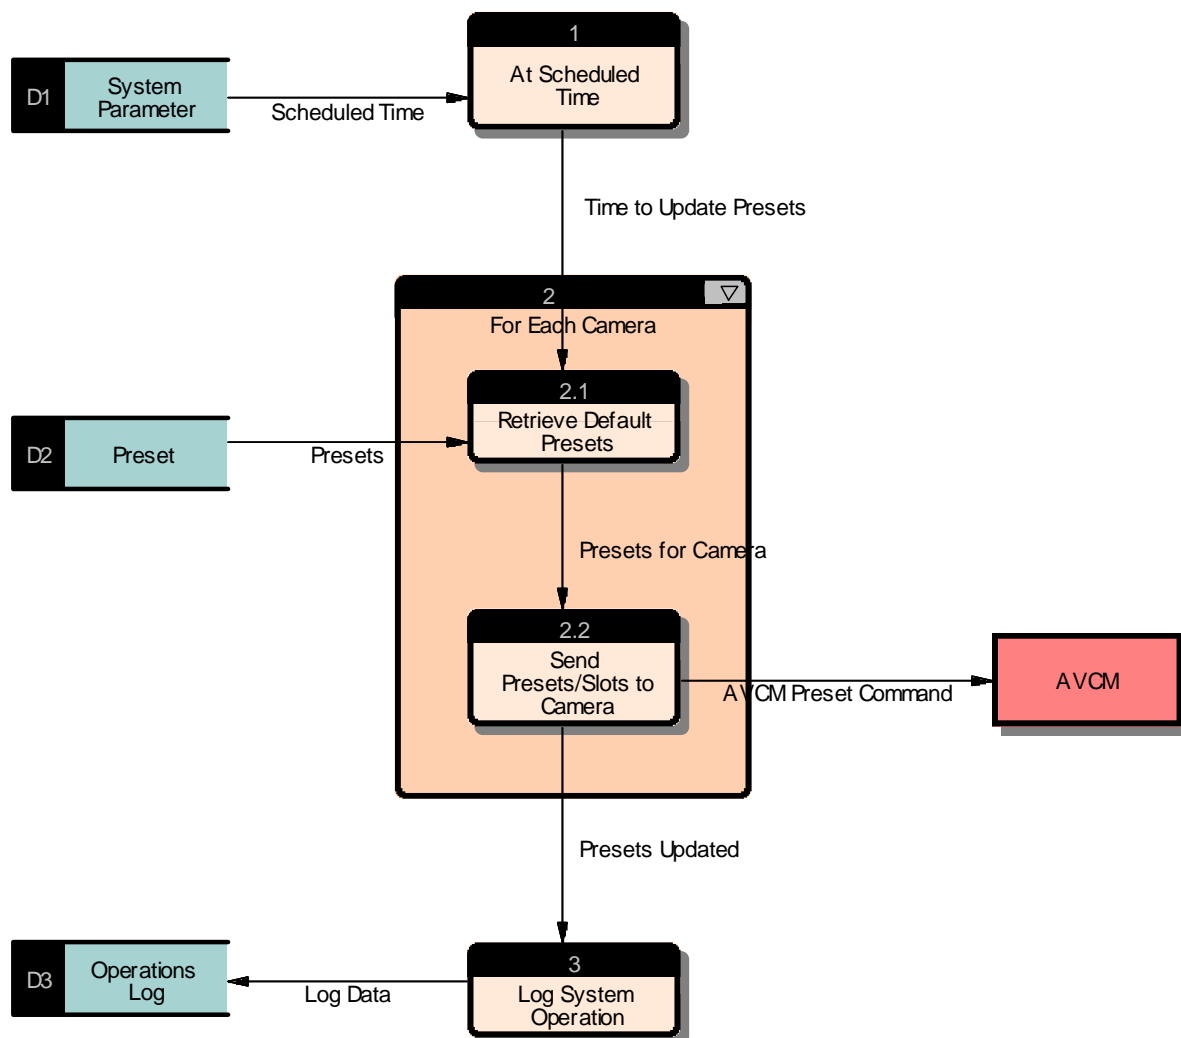 1
At Scheduled
Time
D1
System
Parameter
Scheduled Time
Time to Update Presets
2
For Each Camera
2.1
Retrieve Default
Presets
D2
Preset
Presets
Presets for Camera
2.2
Send
Presets/Slots to
Camera
AVCM Preset Command
AVCM
Presets Updated
3
Log System
Operation
D3
Operations
Log
Log Data